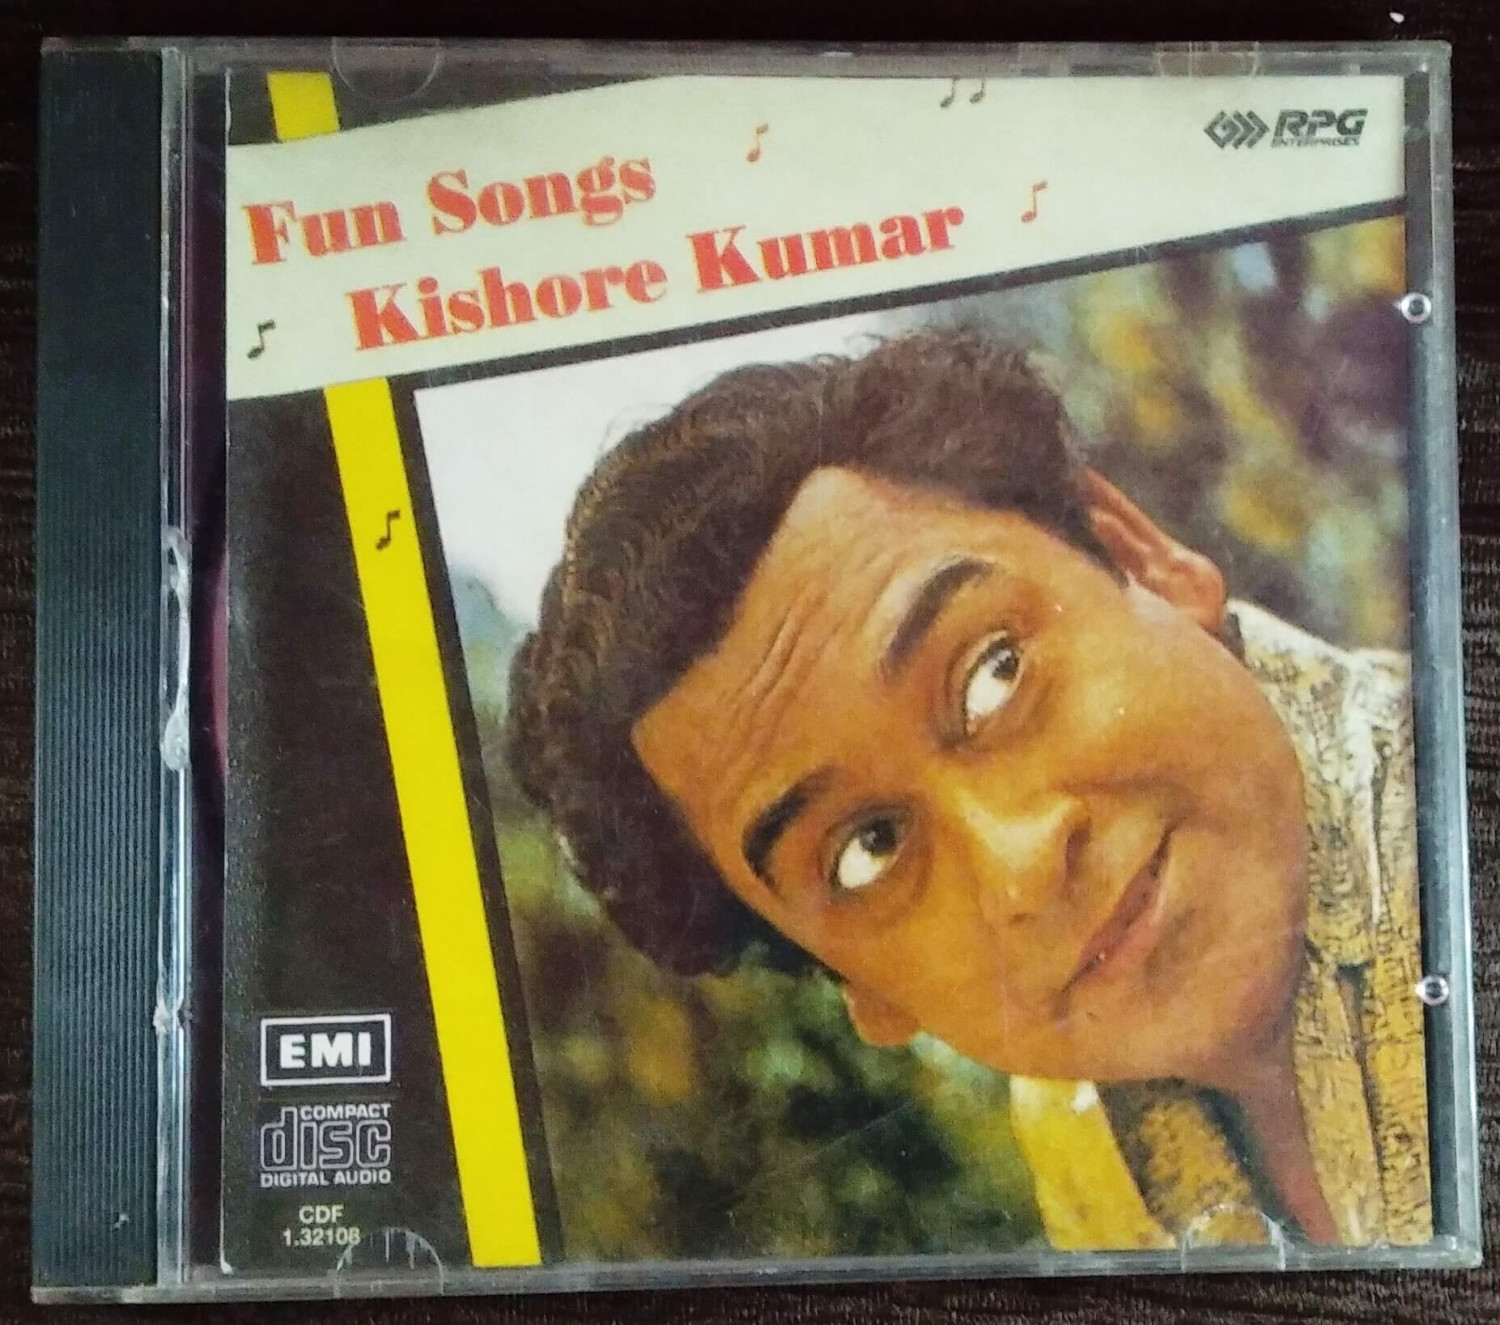 RPG
ENTERPRISES
Fun Songs
Kishore Kumar
EMI
COMPACT
disc
DIGITAL AUDIO
CDF
1.32108